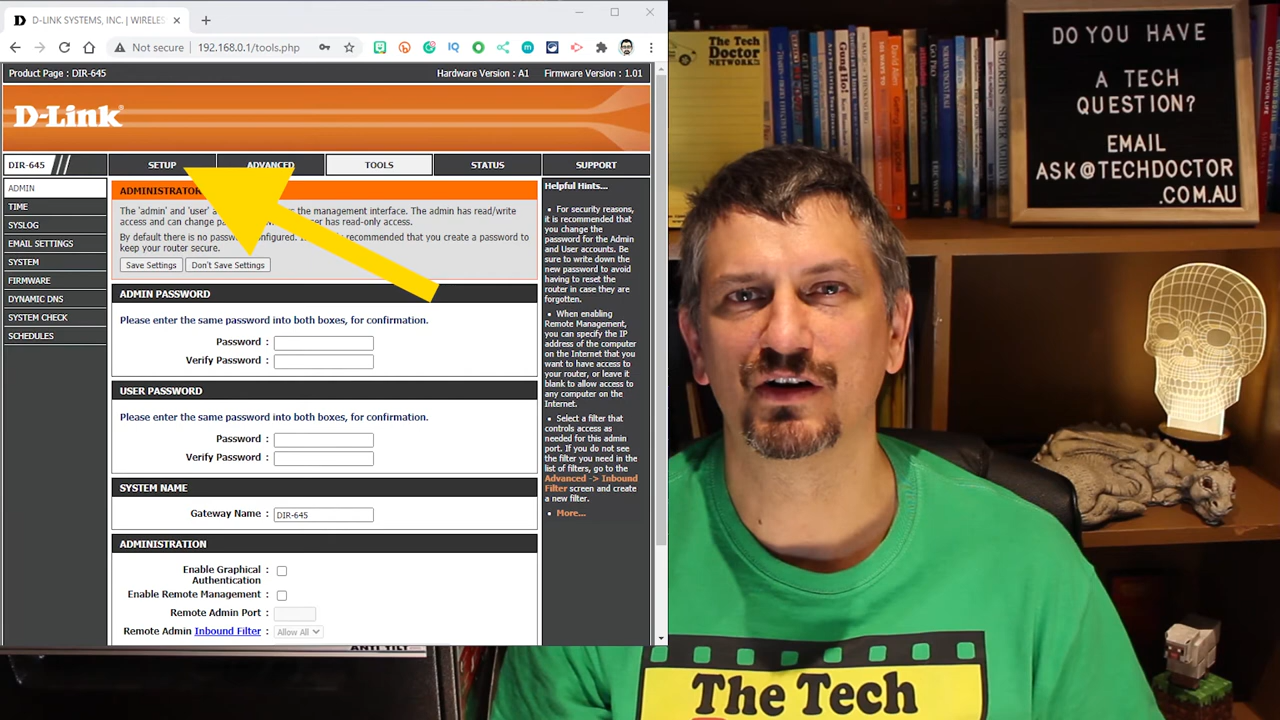 D-LINK SYSTEMS, INC. | WIRELES
Not secure
192.168.0.1/tools.php
Product Page : DIR-645
Hardware Version : A1
Firmware Version : 1.01
D-Link
DIR-645
SETUP
ADVANCED
TOOLS
STATUS
SUPPORT
ADMIN
TIME
SYSLOG
EMAIL SETTINGS
SYSTEM
FIRMWARE
DYNAMIC DNS
SYSTEM CHECK
SCHEDULES
ADMINISTRATOR
The 'admin' and 'user' a the management interface. The admin has read/write
access and can change pa has read-only access.
By default there is no passw recommended that you create a password to
keep your router secure.
Save Settings
Don't Save Settings
ADMIN PASSWORD
Please enter the same password into both boxes, for confirmation.
Password :
Verify Password :
USER PASSWORD
Please enter the same password into both boxes, for confirmation.
Password :
Verify Password :
SYSTEM NAME
Gateway Name : DIR-645
ADMINISTRATION
Enable Graphical :
Authentication
Enable Remote Management :
Remote Admin Port :
Remote Admin Inbound Filter : Allow All
Helpful Hints...
• For security reasons,
it is recommended that
you change the
password for the Admin
and User accounts. Be
sure to write down the
new password to avoid
having to reset the
router in case they are
forgotten.
• When enabling
Remote Management,
you can specify the IP
address of the computer
on the Internet that you
want to have access to
your router, or leave it
blank to allow access to
any computer on the
Internet.
• Select a filter that
controls access as
needed for this admin
port. If you do not see
the filter you need in the
list of filters, go to the
Advanced -> Inbound
Filter screen and create
a new filter.
• More...
The Tech
Doctor
NETWORK
David Allen
Gung Ho!
GO PRO
DO YOU HAVE
A TECH
QUESTION?
EMAIL
ASK@TECHDOCTOR
.COM.AU
The Tech